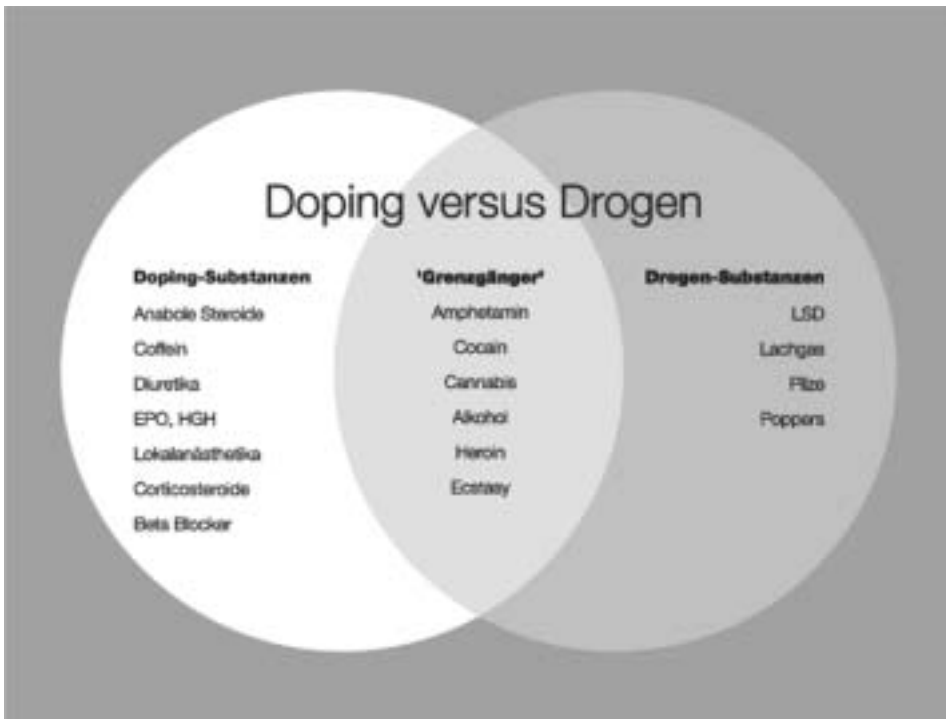 Doping versus Drogen
Doping-Substanzen
Anabole Steroide
Coffein
Diuretika
EPO, HGH
Lokalanästhetika
Corticosteroide
Beta Blocker
'Grenzgänger'
Amphetamin
Cocain
Cannabis
Alkohol
Heroin
Ecstasy
Drogen-Substanzen
LSD
Lachgas
Pilze
Poppers